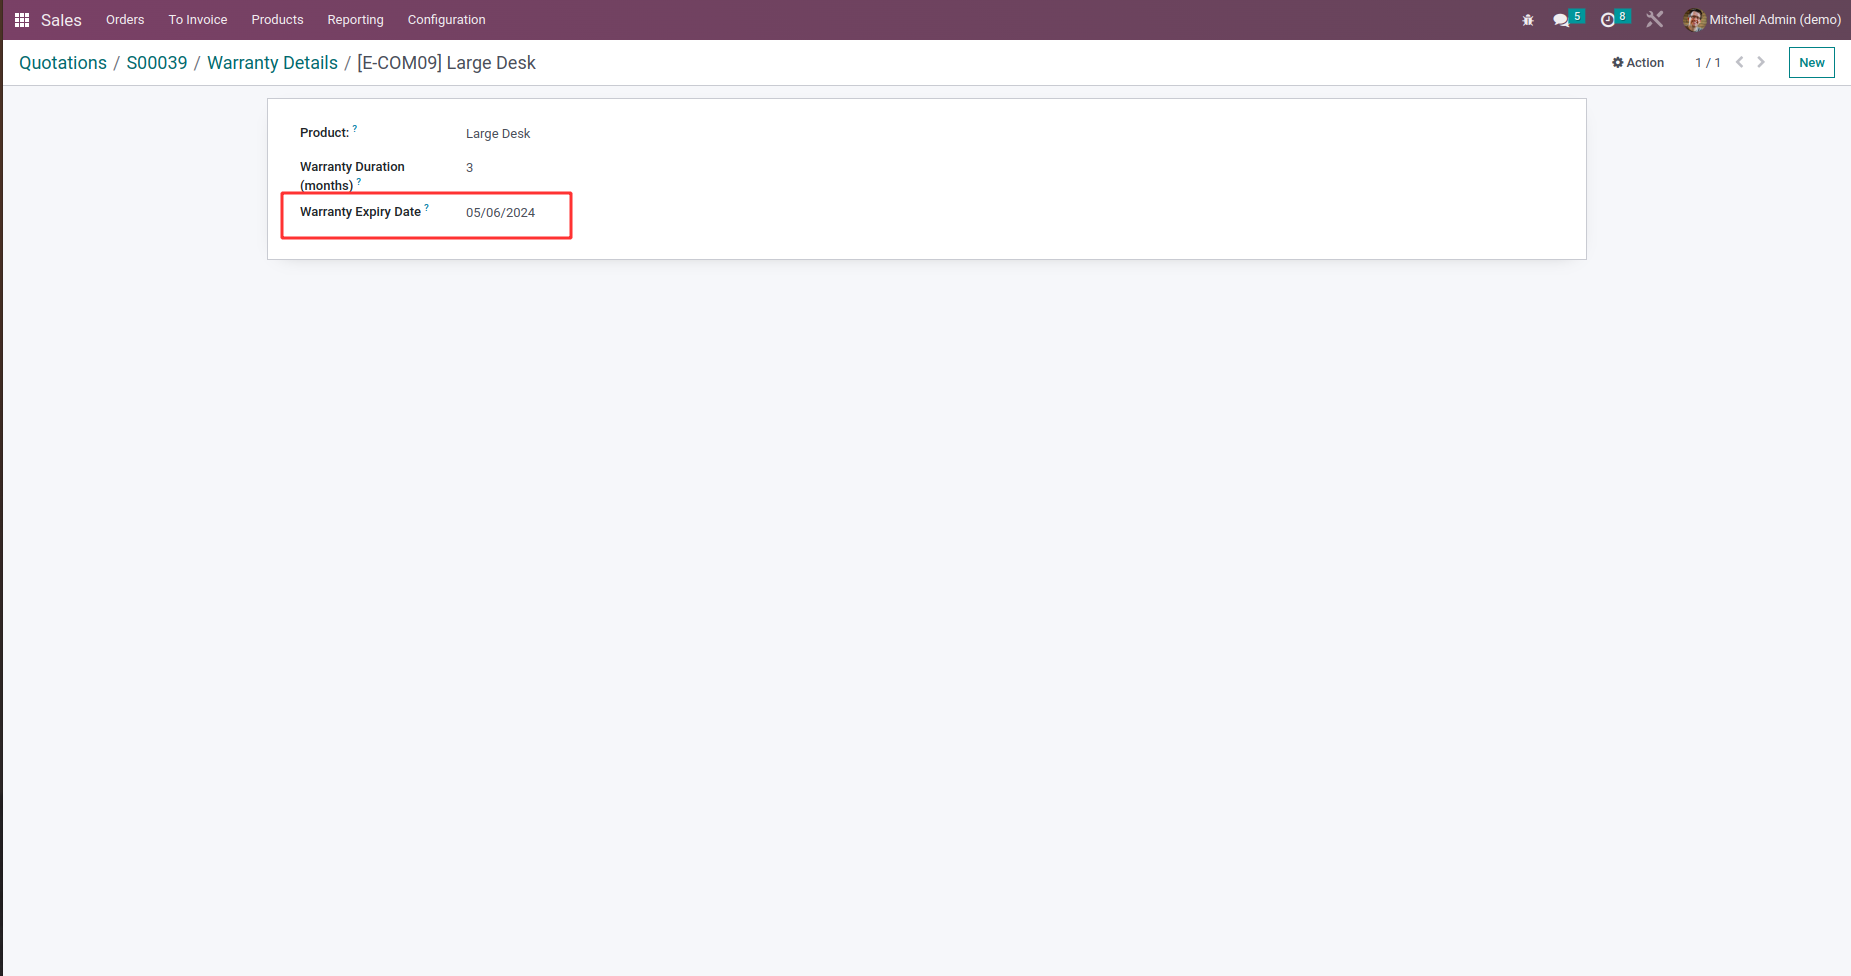 Sales Orders To Invoice Products Reporting Configuration 5 8 Mitchell Admin (demo)
Quotations / S00039 / Warranty Details / [E-COM09] Large Desk Action 1 / 1 New
Product: ? Large Desk
Warranty Duration 3
(months) ?
Warranty Expiry Date ? 05/06/2024